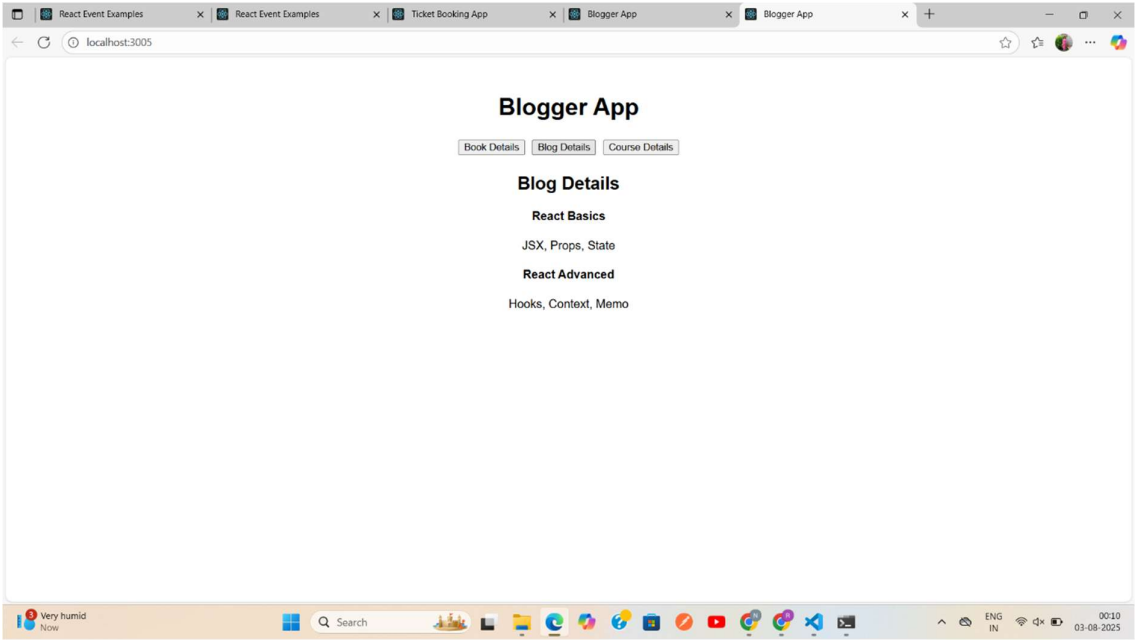 React Event Examples
React Event Examples
Ticket Booking App
Blogger App
Blogger App
localhost:3005
Blogger App
Book Details
Blog Details
Course Details
Blog Details
React Basics
JSX, Props, State
React Advanced
Hooks, Context, Memo
3
Very humid
Now
Search
ENG
IN
00:10
03-08-2025